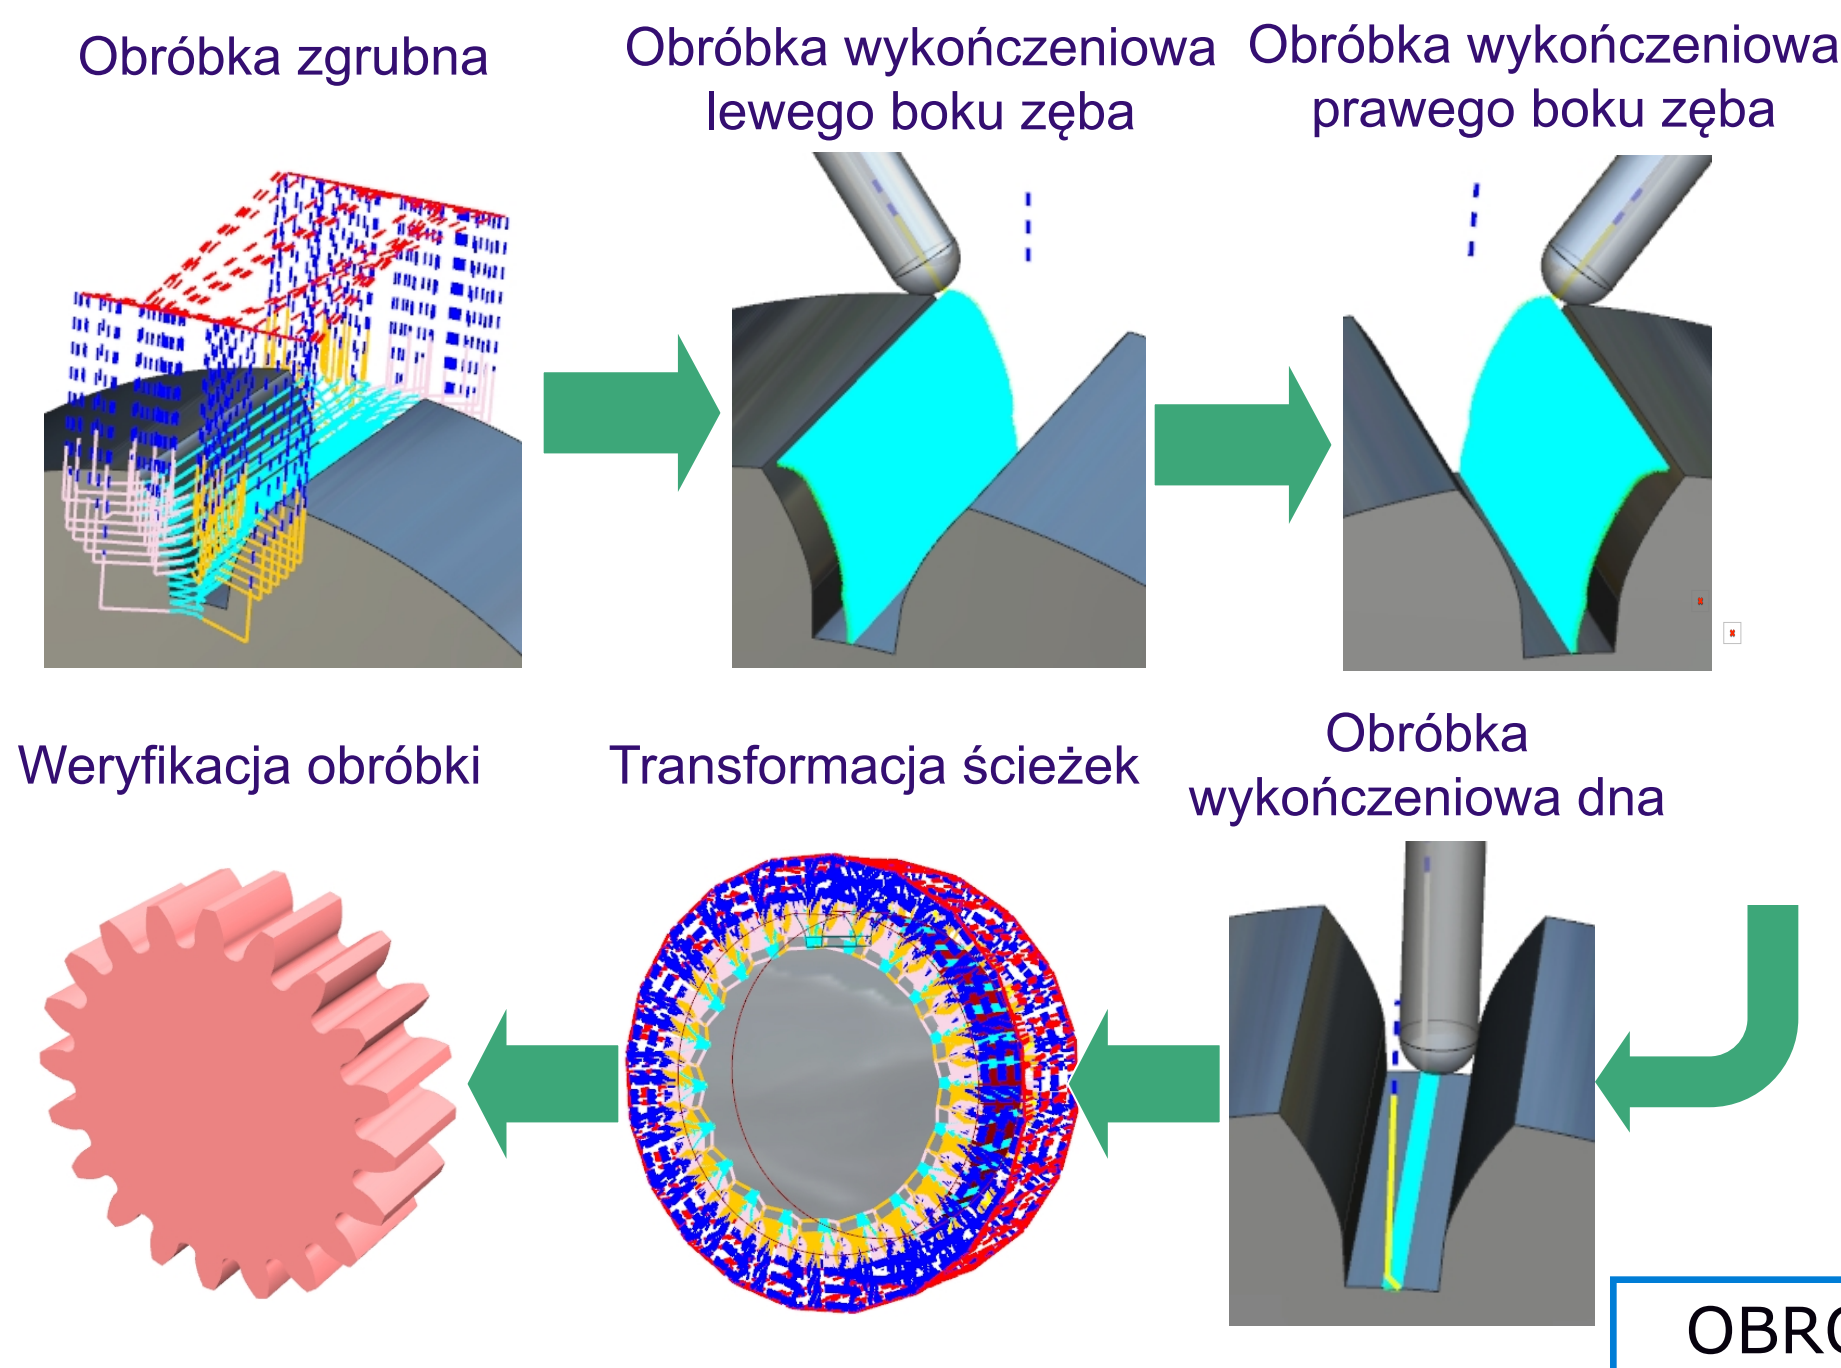 Obróbka zgrubna
Obróbka wykończeniowa
lewego boku zęba
Obróbka wykończeniowa
prawego boku zęba
Weryfikacja obróbki
Transformacja ścieżek
Obróbka
wykończeniowa dna